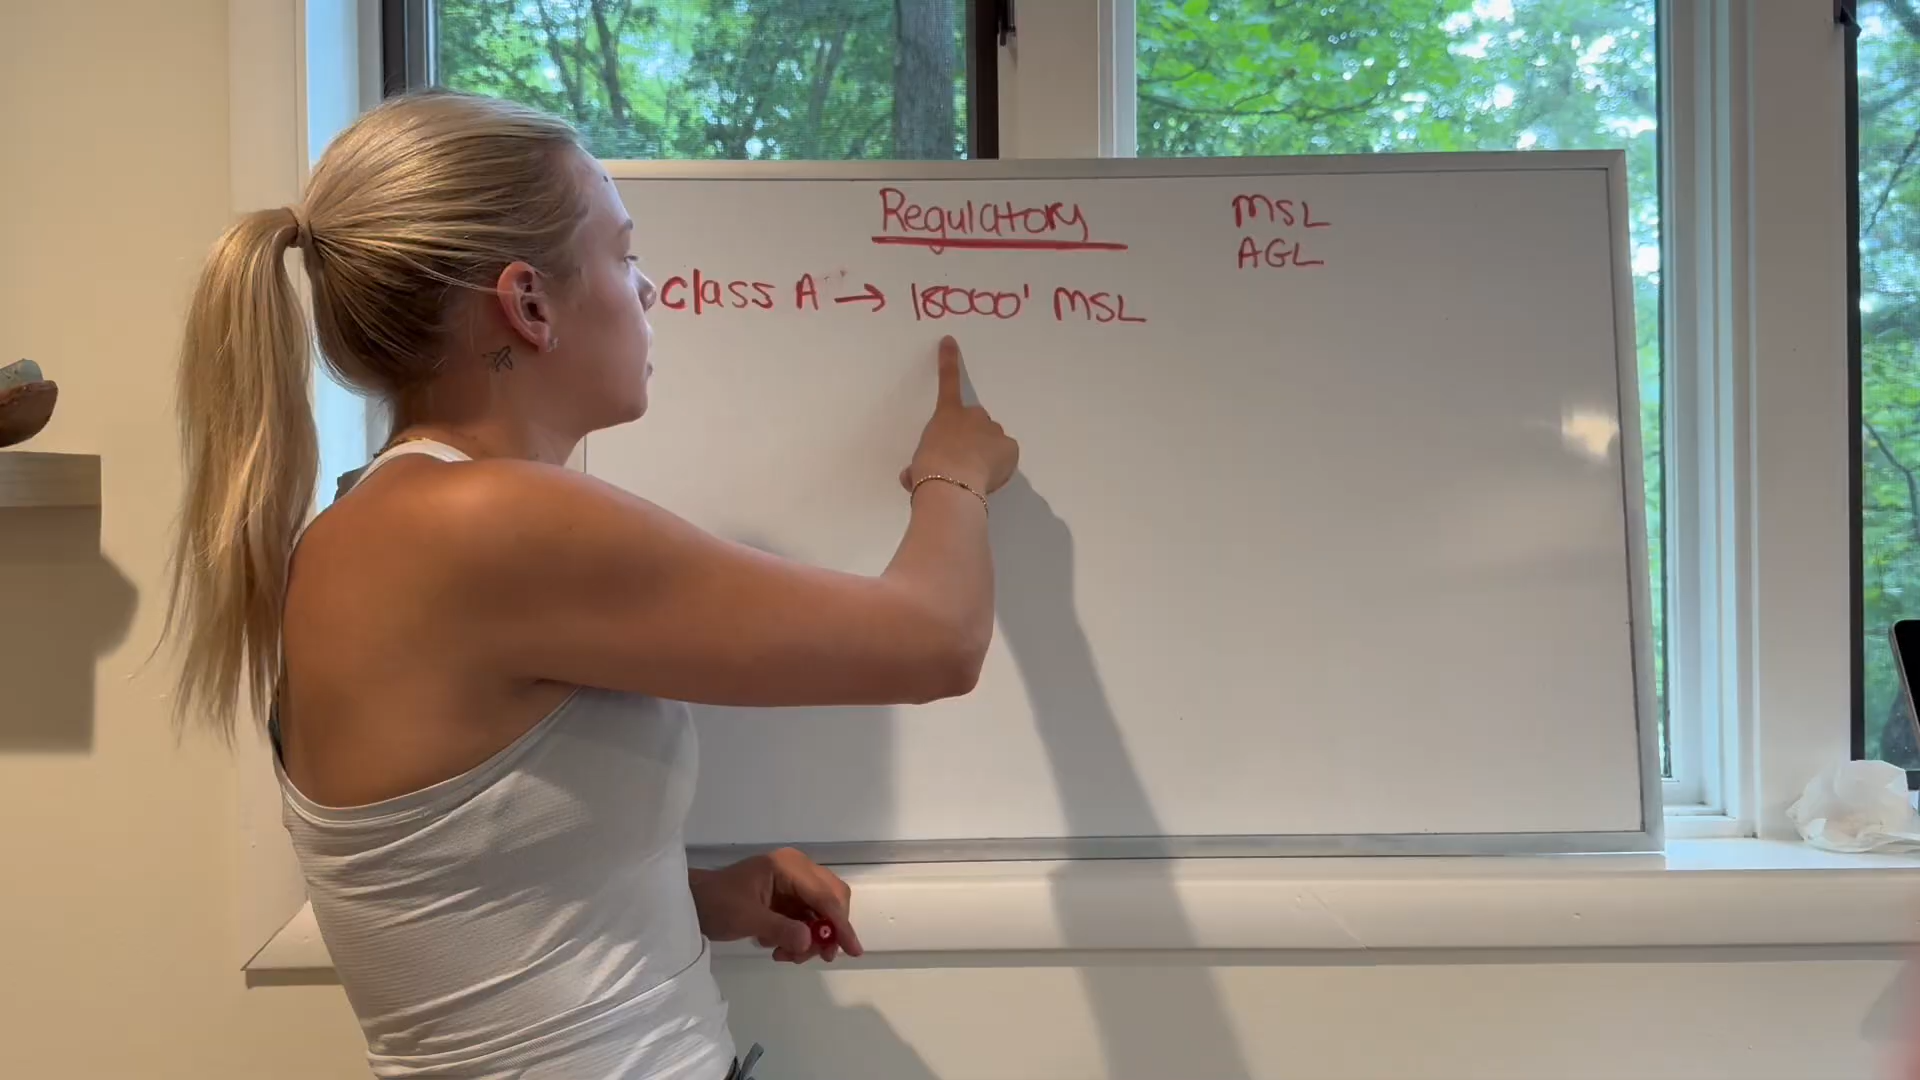 Regulatory
MSL
AGL
class A → 18000' MSL